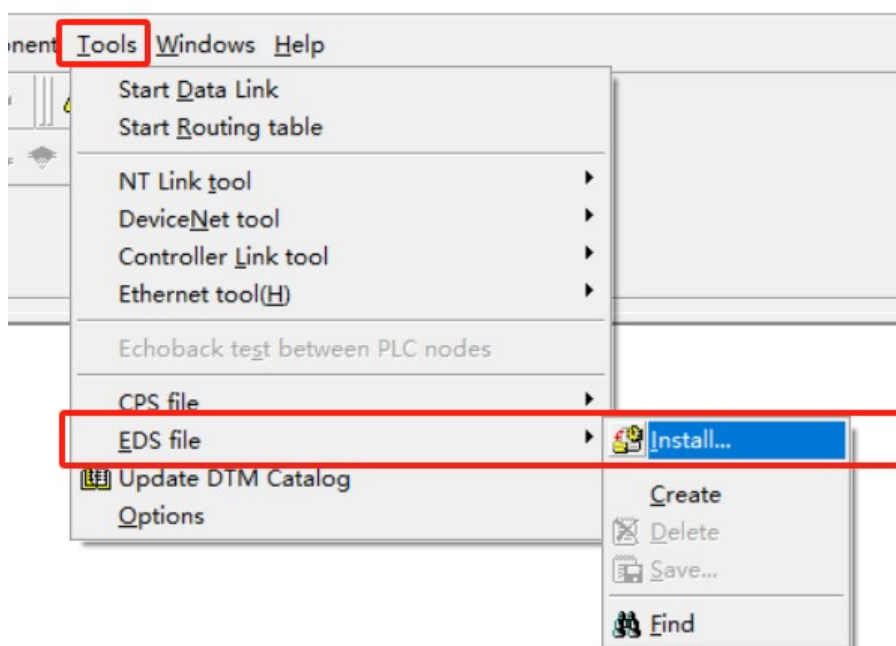 Tools Windows Help
Start Data Link
Start Routing table
NT Link tool
DeviceNet tool
Controller Link tool
Ethernet tool(H)
Echoback test between PLC nodes
CPS file
EDS file
Install...
Update DTM Catalog
Create
Options
Delete
Save...
Find